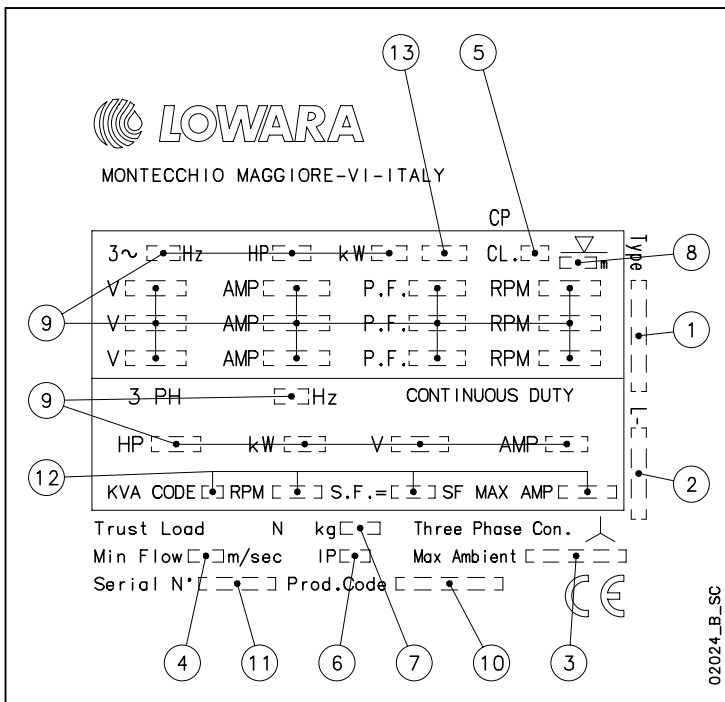 13 5
LOWARA
MONTECCHIO MAGGIORE-VI-ITALY
CP
3~ Hz HP kW CL. m Type
8
V AMP P.F. RPM
9 V AMP P.F. RPM 1
V AMP P.F. RPM
9 3 PH Hz CONTINUOUS DUTY L-
HP kW V AMP
12 2
KVA CODE RPM S.F.= SF MAX AMP
Trust Load N kg Three Phase Con.
Min Flow m/sec IP Max Ambient
Serial N° Prod.Code CE
4 11 6 7 10 3
02024_B_SC